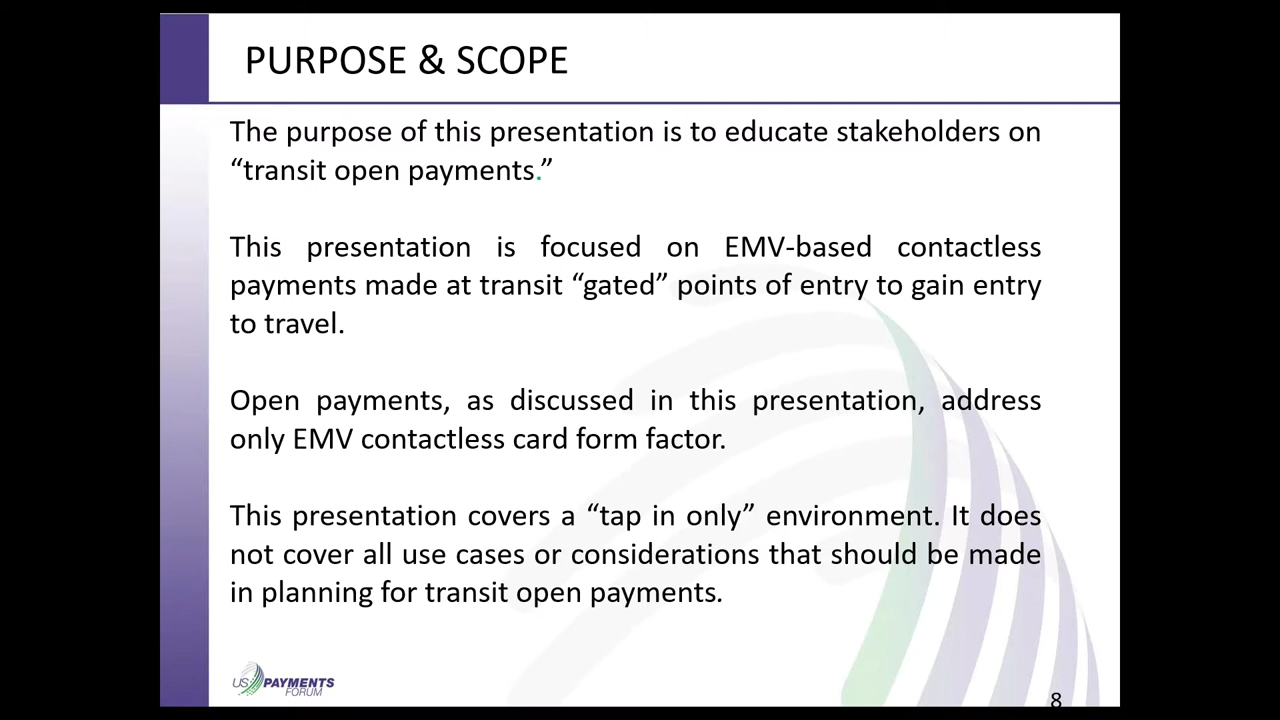 PURPOSE & SCOPE
The purpose of this presentation is to educate stakeholders on
“transit open payments.”
This presentation is focused on EMV-based contactless
payments made at transit “gated” points of entry to gain entry
to travel.
Open payments, as discussed in this presentation, address
only EMV contactless card form factor.
This presentation covers a “tap in only” environment. It does
not cover all use cases or considerations that should be made
in planning for transit open payments.
US PAYMENTS
FORUM
8